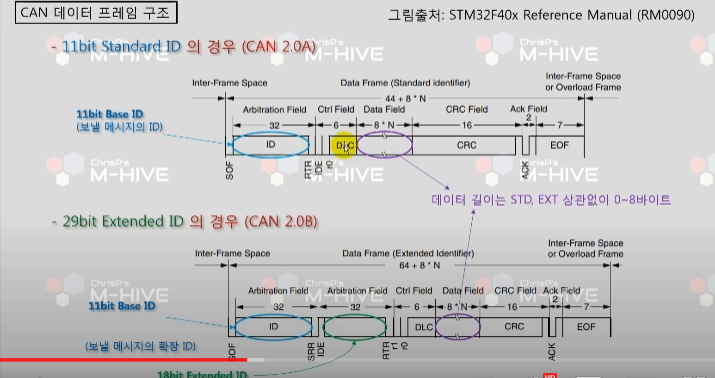 CAN 데이터 프레임 구조
그림출처: STM32F40x Reference Manual (RM0090)
- 11bit Standard ID 의 경우 (CAN 2.0A)
ChrisP's
M-HIVE
Inter-Frame Space
Data Frame (Standard identifier)
Inter-Frame Space
or Overload Frame
44 + 8 * N
11bit Base ID
(보낼 메시지의 ID)
Arbitration Field
Ctrl Field
Data Field
CRC Field
Ack Field
32
6
8 * N
16
2
7
ID
DLC
CRC
EOF
SOF
RTR
IDE
r0
ACK
ChrisP's
M-HIVE
데이터 길이는 STD, EXT 상관없이 0~8바이트
- 29bit Extended ID 의 경우 (CAN 2.0B)
Inter-Frame Space
Data Frame (Extended Identifier)
Inter-Frame Space
or Overload Frame
64 + 8 * N
ChrisP's
M-HIVE
11bit Base ID
Arbitration Field
Arbitration Field
Ctrl Field
Data Field
CRC Field
Ack Field
32
32
6
8 * N
16
2
7
ID
DLC
CRC
EOF
(보낼 메시지의 확장 ID)
SOF
SRR
IDE
RTR
r1
r0
ACK
18bit Extended ID
HD